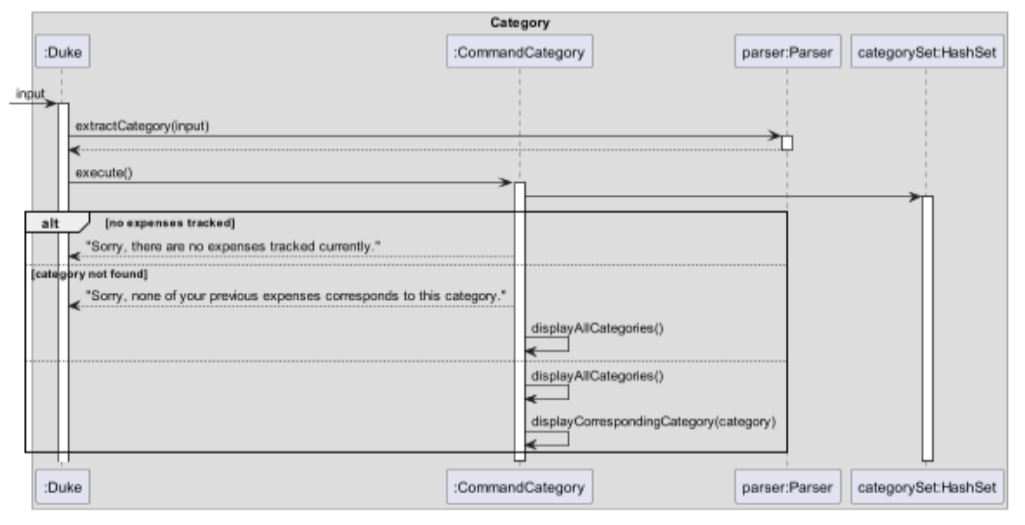 Category
:Duke
:CommandCategory
parser:Parser
categorySet:HashSet
input
extractCategory(input)
execute()
alt
[no expenses tracked]
"Sorry, there are no expenses tracked currently."
[category not found]
"Sorry, none of your previous expenses corresponds to this category."
displayAllCategories()
displayAllCategories()
displayCorrespondingCategory(category)
:Duke
:CommandCategory
parser:Parser
categorySet:HashSet